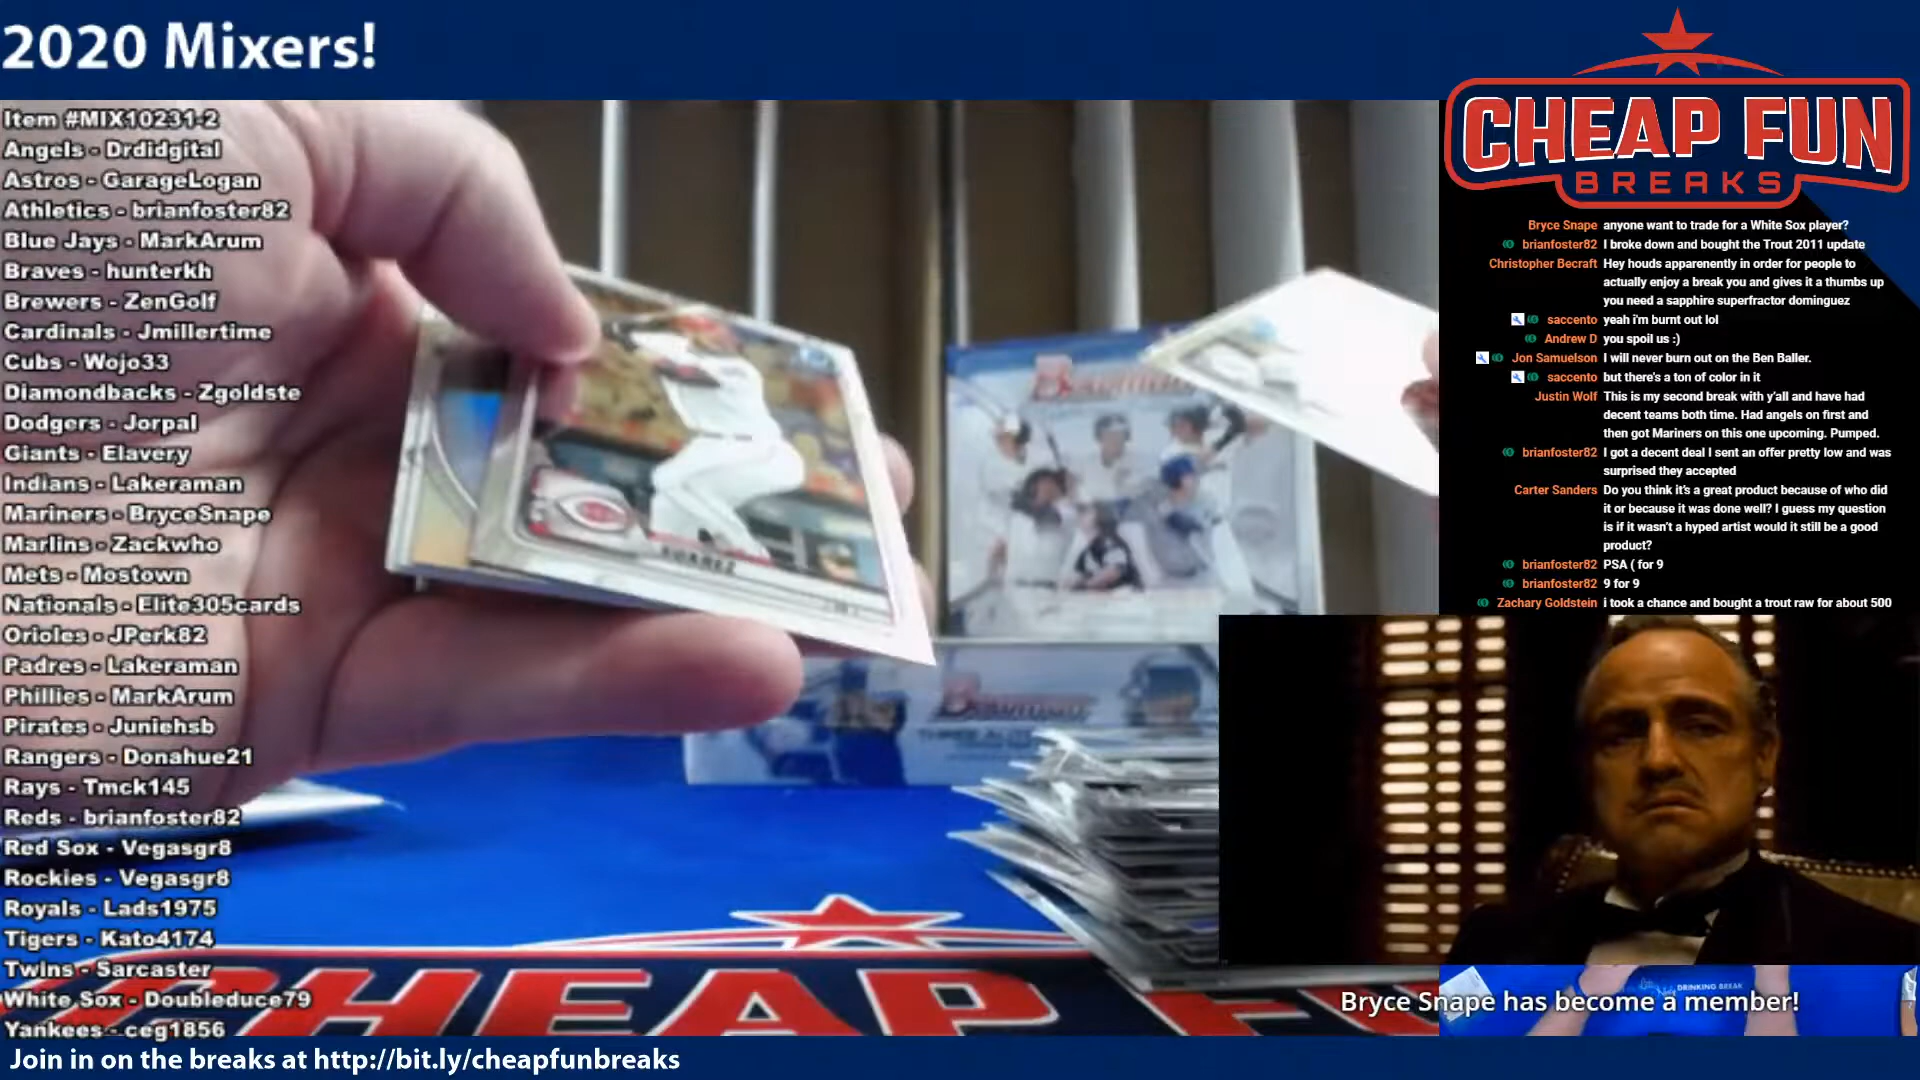 2020 Mixers!
Item #MIX10231-2
Angels - Drdidgital
Astros - GarageLogan
Athletics - brianfoster82
Blue Jays - MarkArum
Braves - hunterkh
Brewers - ZenGolf
Cardinals - Jmillertime
Cubs - Wojo33
Diamondbacks - Zgoldste
Dodgers - Jorpal
Giants - Elavery
Indians - Lakeraman
Mariners - BryceSnape
Marlins - Zackwho
Mets - Mostown
Nationals - Elite305cards
Orioles - JPerk82
Padres - Lakeraman
Phillies - MarkArum
Pirates - Juniehsb
Rangers - Donahue21
Rays - Tmck145
Reds - brianfoster82
Red Sox - Vegasgr8
Rockies - Vegasgr8
Royals - Lads1975
Tigers - Kato4174
Twins - Sarcaster
White Sox - Doubleduce79
Yankees - ceg1856
Join in on the breaks at http://bit.ly/cheapfunbreaks
SUAREZ
Bowman
Bowman
CHEAP F
CHEAP FUN
BREAKS
Bryce Snape anyone want to trade for a White Sox player?
brianfoster82 I broke down and bought the Trout 2011 update
Christopher Becraft Hey houds apparenently in order for people to
actually enjoy a break you and gives it a thumbs up
you need a sapphire superfractor dominguez
saccento yeah i'm burnt out lol
Andrew D you spoil us :)
Jon Samuelson I will never burn out on the Ben Baller.
saccento but there's a ton of color in it
Justin Wolf This is my second break with y'all and have had
decent teams both time. Had angels on first and
then got Mariners on this one upcoming. Pumped.
brianfoster82 I got a decent deal I sent an offer pretty low and was
surprised they accepted
Carter Sanders Do you think it's a great product because of who did
it or because it was done well? I guess my question
is if it wasn't a hyped artist would it still be a good
product?
brianfoster82 PSA ( for 9
brianfoster82 9 for 9
Zachary Goldstein i took a chance and bought a trout raw for about 500
DRINKING BREAK
Bryce Snape has become a member!